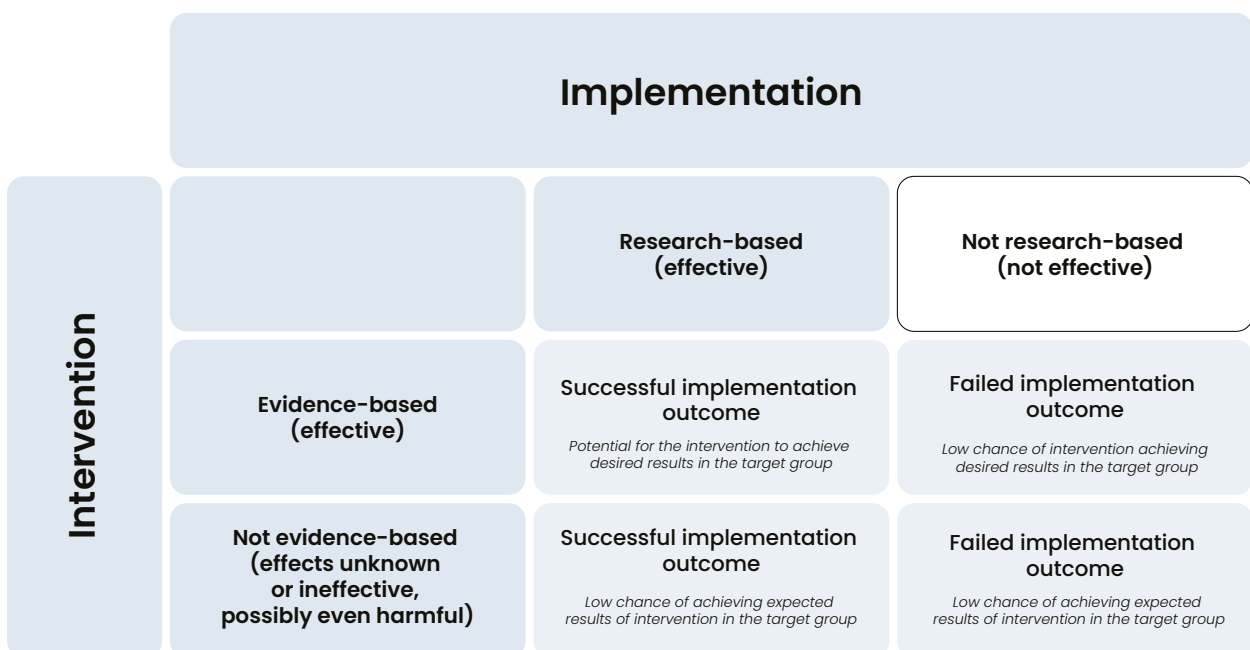 Implementation
Intervention
Research-based
(effective)
Not research-based
(not effective)
Evidence-based
(effective)
Successful implementation
outcome
Potential for the intervention to achieve
desired results in the target group
Failed implementation
outcome
Low chance of intervention achieving
desired results in the target group
Not evidence-based
(effects unknown
or ineffective,
possibly even harmful)
Successful implementation
outcome
Low chance of achieving expected
results of intervention in the target group
Failed implementation
outcome
Low chance of achieving expected
results of intervention in the target group